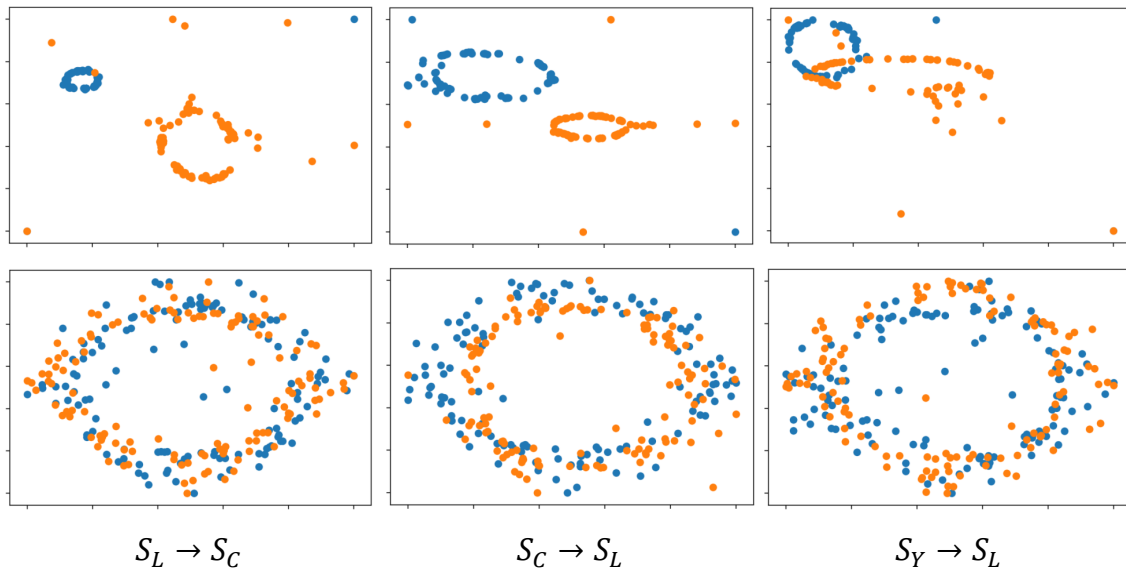 S_L → S_C
S_C → S_L
S_Y → S_L